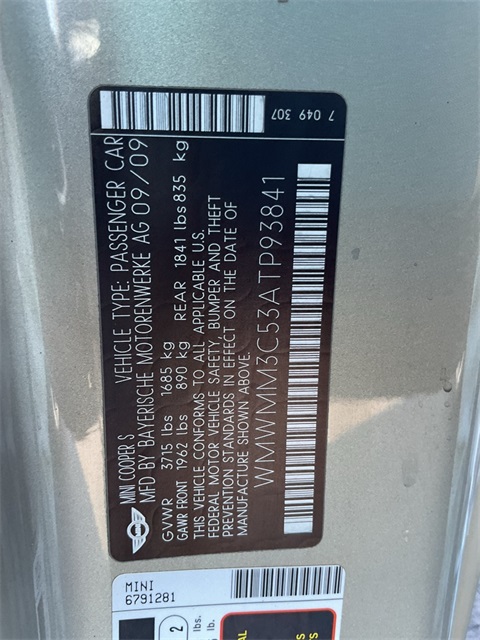 MINI COOPER S VEHICLE TYPE: PASSENGER CAR
MFD BY BAYERISCHE MOTORENWERKE AG 09/09
GVWR 3715 lbs 1685 kg
GAWR FRONT 1962 lbs 890 kg REAR 1841 lbs 835 kg
THIS VEHICLE CONFORMS TO ALL APPLICABLE U.S.
FEDERAL MOTOR VEHICLE SAFETY, BUMPER AND THEFT
PREVENTION STANDARDS IN EFFECT ON THE DATE OF
MANUFACTURE SHOWN ABOVE.
WMWMM3C53ATP93841
7 049 307
MINI
6791281
2
lbs.